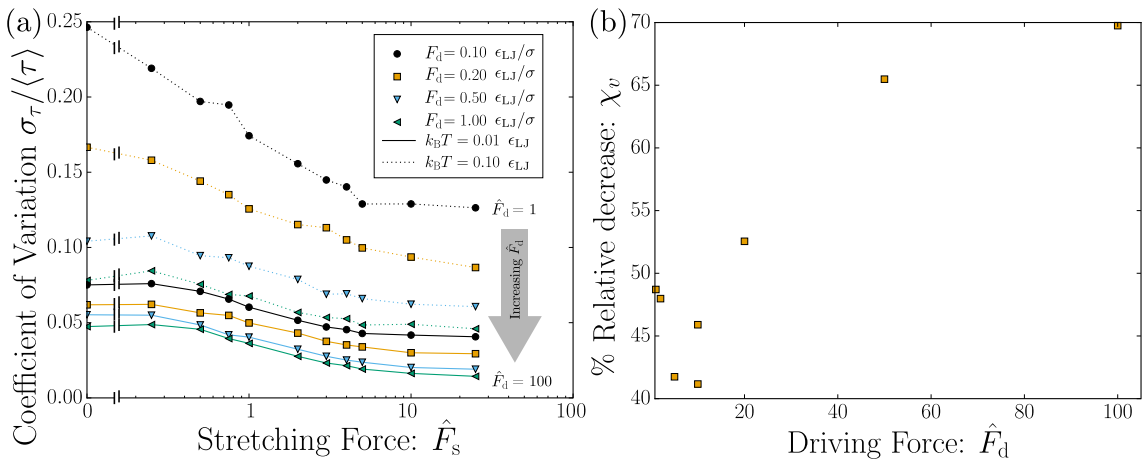 (a)
Coefficient of Variation σ_τ/⟨τ⟩
0.25
0.20
0.15
0.10
0.05
0.00
0
1
10
100
Stretching Force: F̂_s
F_d = 0.10 ϵ_LJ/σ
F_d = 0.20 ϵ_LJ/σ
F_d = 0.50 ϵ_LJ/σ
F_d = 1.00 ϵ_LJ/σ
k_B T = 0.01 ϵ_LJ
k_B T = 0.10 ϵ_LJ
F̂_d = 1
Increasing F̂_d
F̂_d = 100
(b)
% Relative decrease: χ_v
70
65
60
55
50
45
40
20
40
60
80
100
Driving Force: F̂_d